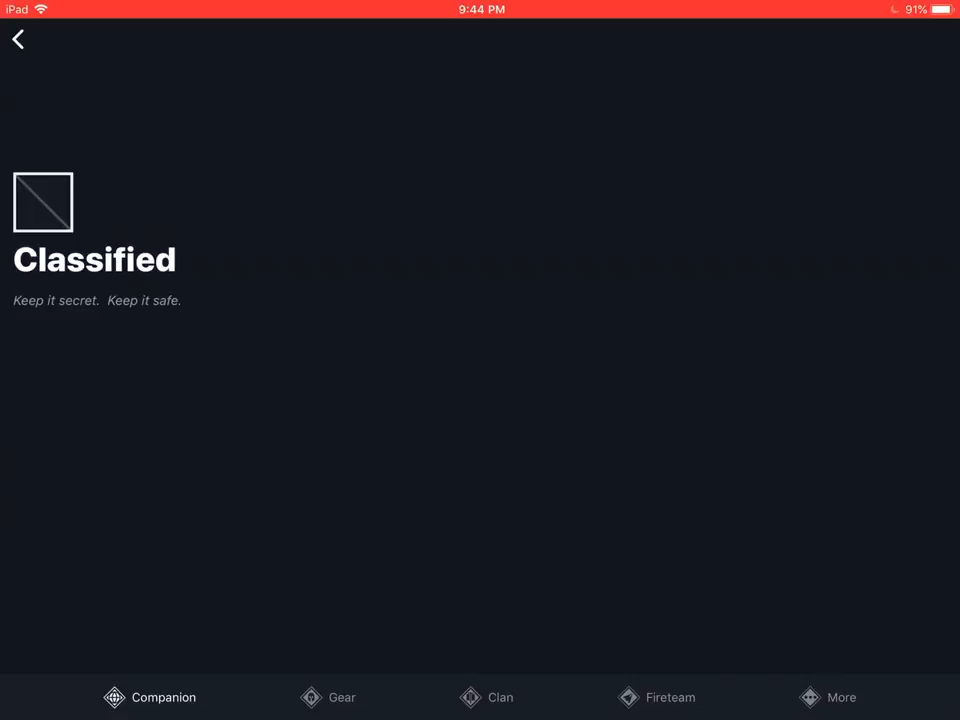 iPad 9:44 PM 91%
Classified
Keep it secret.  Keep it safe.
Companion Gear Clan Fireteam More